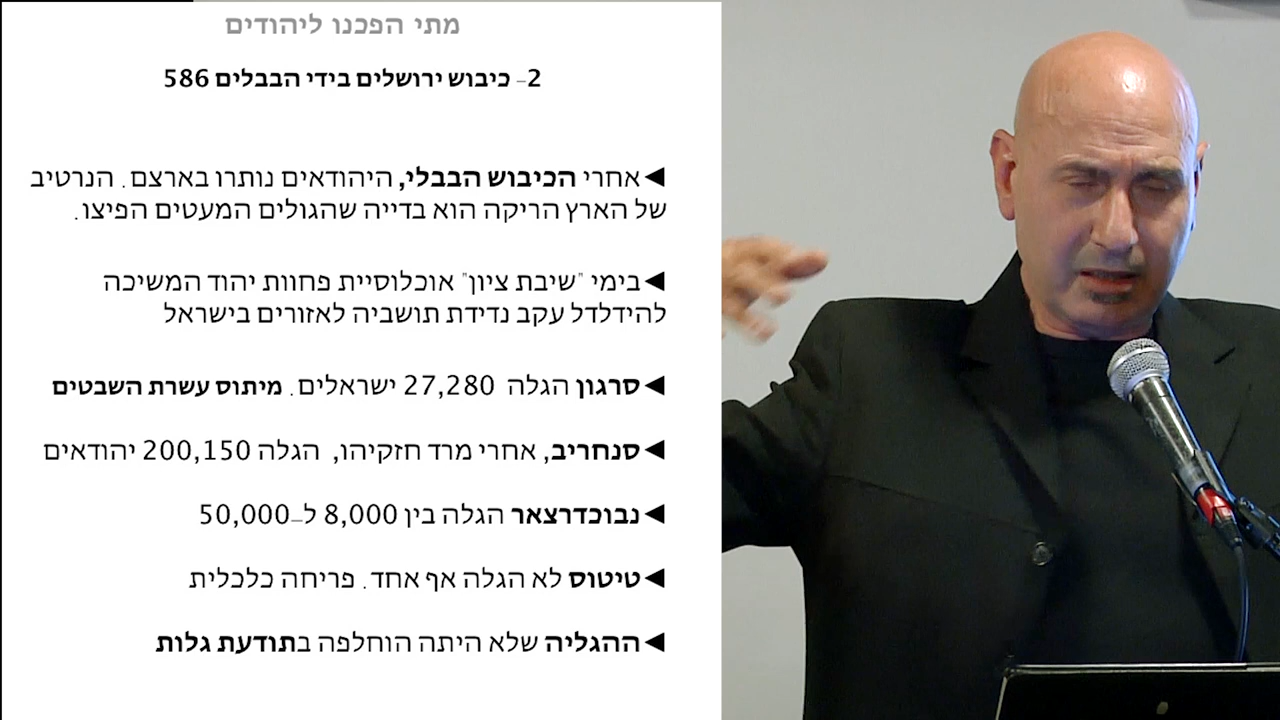 מתי הפכנו ליהודים
2- כיבוש ירושלים בידי הבבלים 586
◀אחרי הכיבוש הבבלי, היהודאים נותרו בארצם. הנרטיב
של הארץ הריקה הוא בדייה שהגולים המעטים הפיצו.
◀בימי "שיבת ציון" אוכלוסיית פחוות יהוד המשיכה
להידלדל עקב נדידת תושביה לאזורים בישראל
◀סרגון הגלה 27,280 ישראלים. מיתוס עשרת השבטים
◀סנחריב, אחרי מרד חזקיהו, הגלה 200,150 יהודאים
◀נבוכדרצאר הגלה בין 8,000 ל-50,000
◀טיטוס לא הגלה אף אחד. פריחה כלכלית
◀ההגליה שלא היתה הוחלפה בתודעת גלות